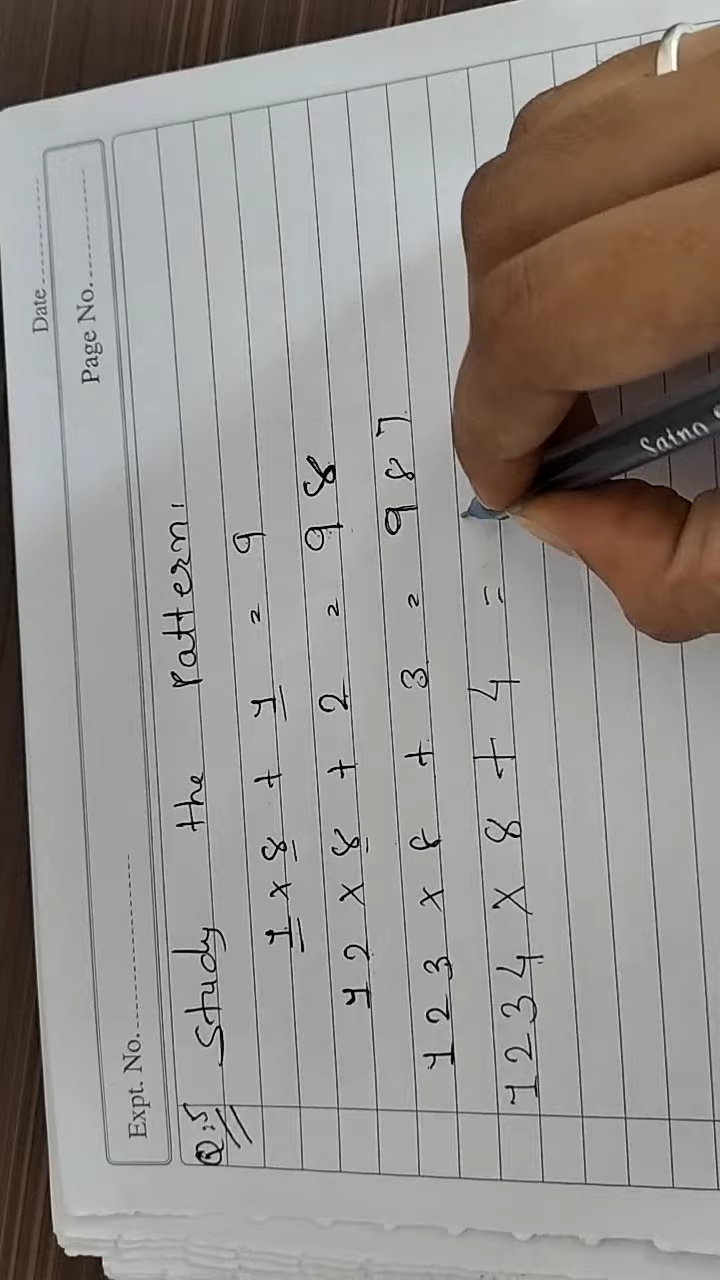 Date
Page No.
Expt. No.
Q:5 Study the Pattern.
1 x 8 + 1 = 9
12 x 8 + 2 = 98
123 x 8 + 3 = 987
1234 x 8 + 4 =